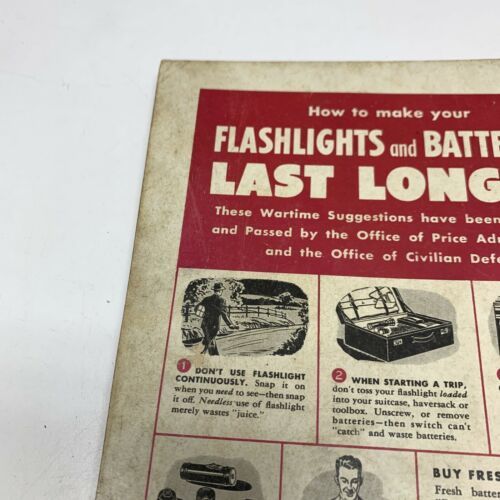 How to make your
FLASHLIGHTS and BATTE
LAST LONG
These Wartime Suggestions have been
and Passed by the Office of Price Ad
and the Office of Civilian Defe
1 DON'T USE FLASHLIGHT
CONTINUOUSLY. Snap it on
when you need to see—then snap
it off. Needless use of flashlight
merely wastes "juice."
2 WHEN STARTING A TRIP,
don't toss your flashlight loaded
into your suitcase, haversack or
toolbox. Unscrew, or remove
batteries—then switch can't
"catch" and waste batteries.
BUY FRES
Fresh batter